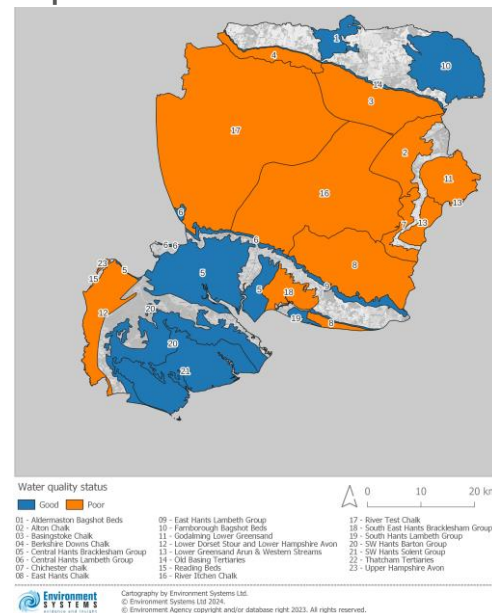 1
10
4
14
3
17
2
11
16
13
13
7
6
6
6 6
8
23
15
5
5
5
9
18
19
8
12
20
20
21
Water quality status
Good Poor
0 10 20 km
01 - Aldermaston Bagshot Beds
02 - Alton Chalk
03 - Basingstoke Chalk
04 - Berkshire Downs Chalk
05 - Central Hants Bracklesham Group
06 - Central Hants Lambeth Group
07 - Chichester chalk
08 - East Hants Chalk
09 - East Hants Lambeth Group
10 - Farnborough Bagshot Beds
11 - Godalming Lower Greensand
12 - Lower Dorset Stour and Lower Hampshire Avon
13 - Lower Greensand Arun & Western Streams
14 - Old Basing Tertiaries
15 - Reading Beds
16 - River Itchen Chalk
17 - River Test Chalk
18 - South East Hants Bracklesham Group
19 - South Hants Lambeth Group
20 - SW Hants Barton Group
21 - SW Hants Solent Group
22 - Thatcham Tertiaries
23 - Upper Hampshire Avon
Environment
SYSTEMS
Cartography by Environment Systems Ltd.
© Environment Systems Ltd 2024.
© Environment Agency copyright and/or database right 2023. All rights reserved.